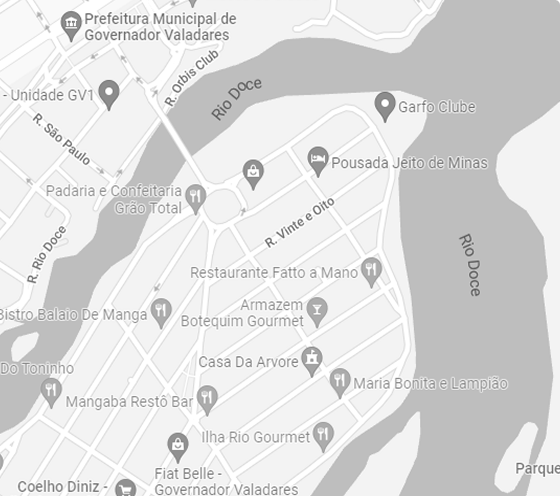 Prefeitura Municipal de
Governador Valadares
R. Orbis Club
- Unidade GV1
Rio Doce
Garfo Clube
R. São Paulo
Pousada Jeito de Minas
Padaria e Confeitaria
Grão Total
R. Vinte e Oito
R. Rio Doce
Rio Doce
Restaurante Fatto a Mano
Armazem
Botequim Gourmet
Bistro Balaio De Manga
Casa Da Arvore
Do Toninho
Maria Bonita e Lampião
Mangaba Restô Bar
Ilha Rio Gourmet
Parque
Fiat Belle -
Governador Valadares
Coelho Diniz -